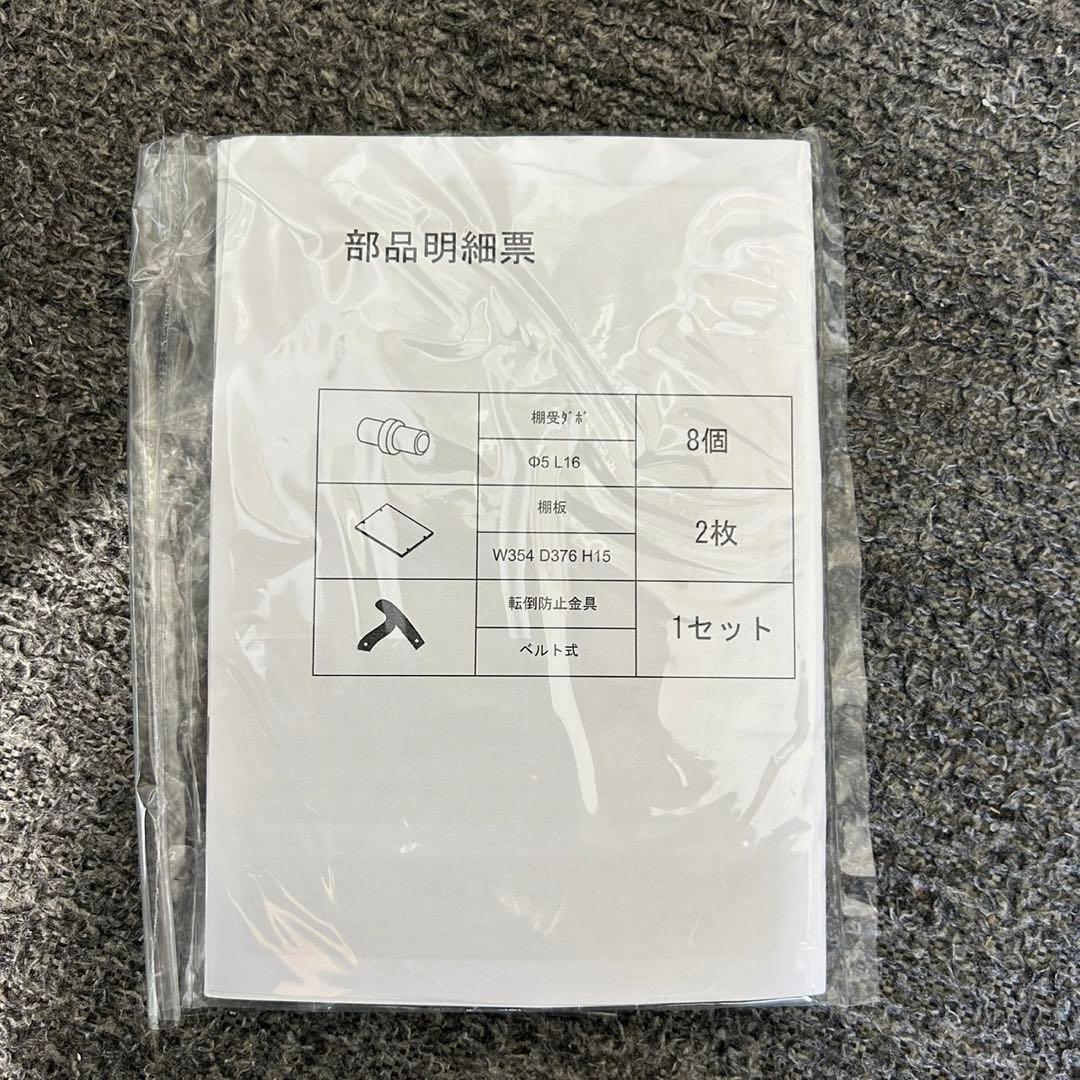 部品明細票
棚受ﾀﾞﾎﾞ
8個
Φ5 L16
棚板
2枚
W354 D376 H15
転倒防止金具
1セット
ベルト式